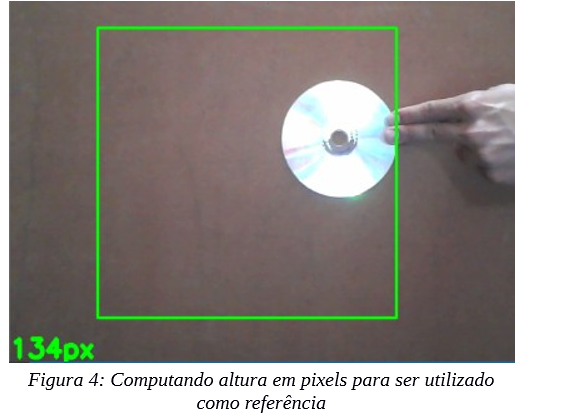 134px
Figura 4: Computando altura em pixels para ser utilizado
como referência